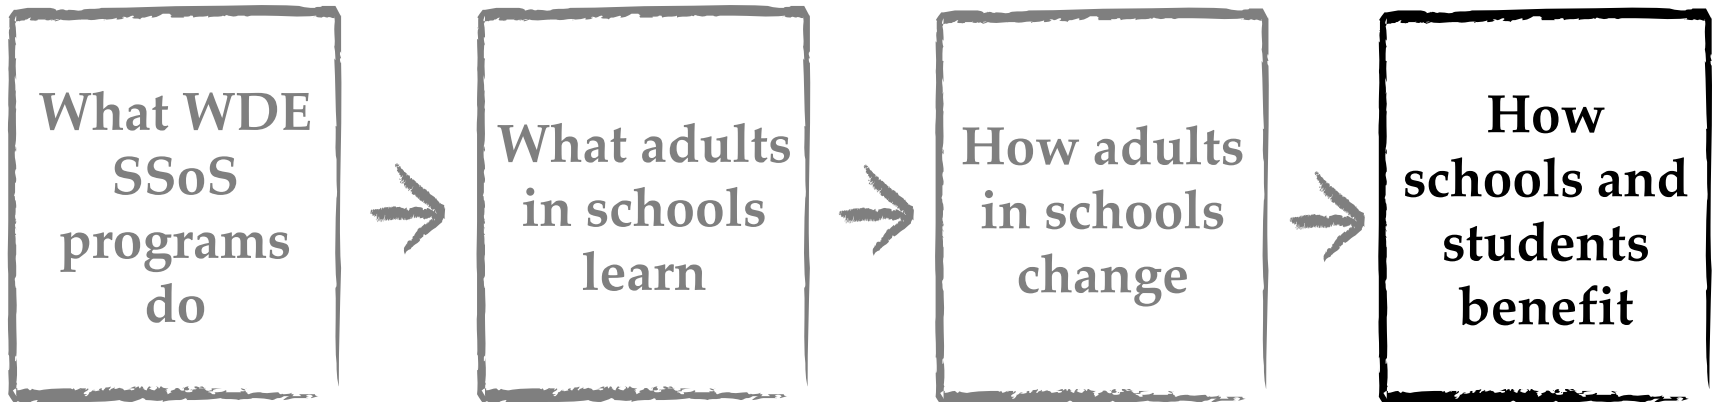 What WDE
SSoS
programs
do
What adults
in schools
learn
How adults
in schools
change
How
schools and
students
benefit